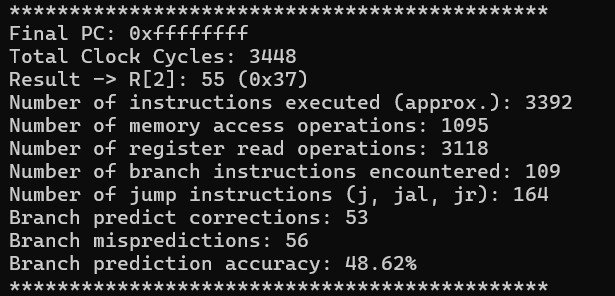 *********************************************
Final PC: 0xffffffff
Total Clock Cycles: 3448
Result -> R[2]: 55 (0x37)
Number of instructions executed (approx.): 3392
Number of memory access operations: 1095
Number of register read operations: 3118
Number of branch instructions encountered: 109
Number of jump instructions (j, jal, jr): 164
Branch predict corrections: 53
Branch mispredictions: 56
Branch prediction accuracy: 48.62%
*********************************************